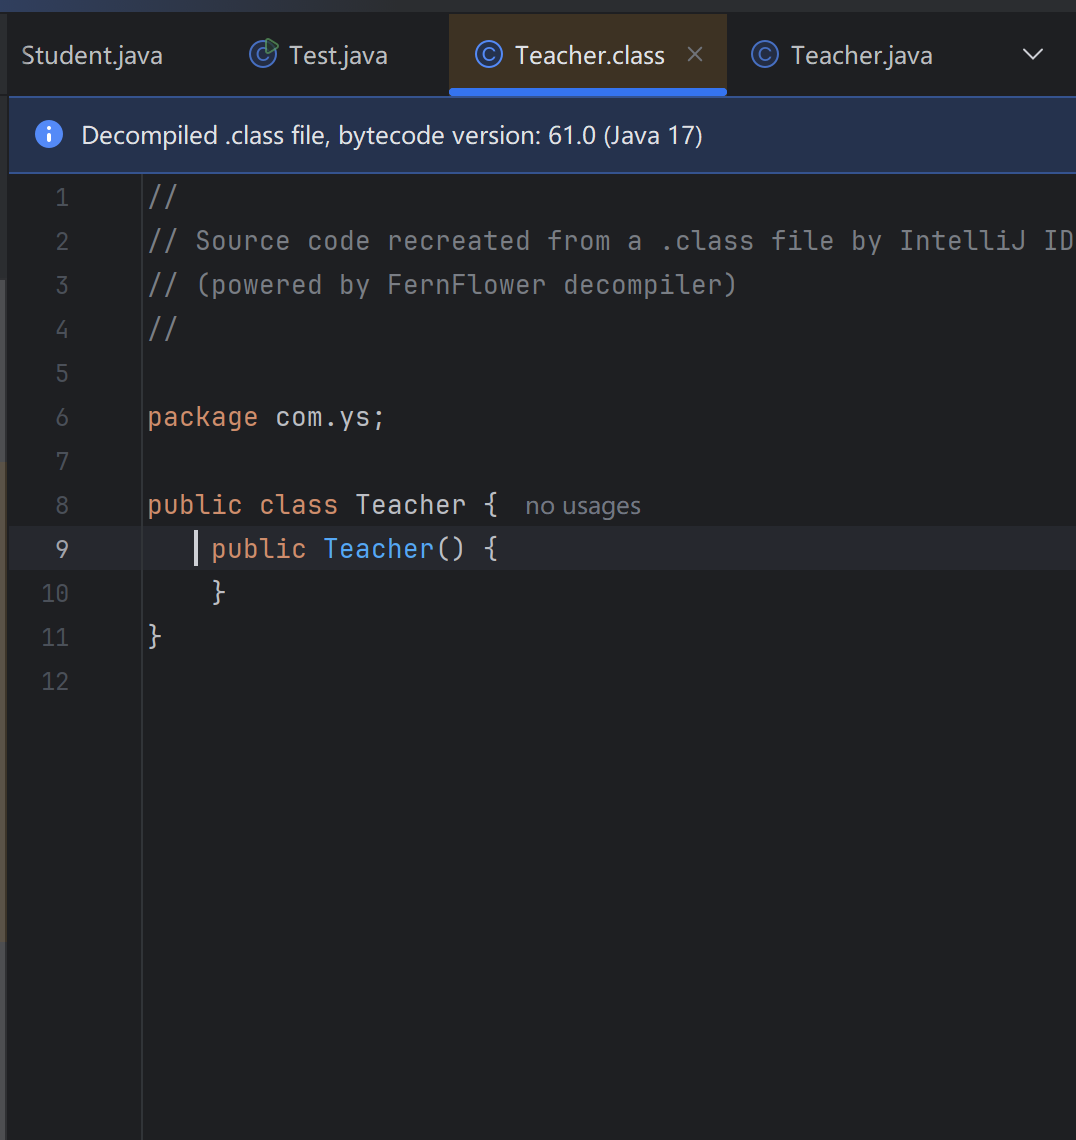 Student.java
Test.java
Teacher.class
Teacher.java
Decompiled .class file, bytecode version: 61.0 (Java 17)
1 //
2 // Source code recreated from a .class file by IntelliJ ID
3 // (powered by FernFlower decompiler)
4 //
5
6 package com.ys;
7
8 public class Teacher { no usages
9 public Teacher() {
10 }
11 }
12